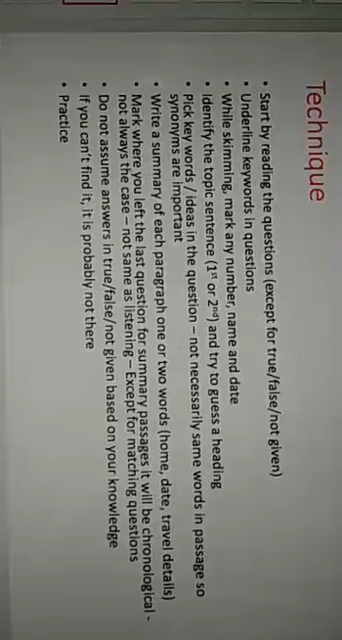 Technique
• Start by reading the questions (except for true/false/not given)
• Underline keywords in questions
• While skimming, mark any number, name and date
• Identify the topic sentence (1st or 2nd) and try to guess a heading
• Pick key words / ideas in the question – not necessarily same words in passage so
synonyms are important
• Write a summary of each paragraph one or two words (home, date, travel details)
• Mark where you left the last question for summary passages it will be chronological -
not always the case – not same as listening – Except for matching questions
• Do not assume answers in true/false/not given based on your knowledge
• If you can't find it, it is probably not there
• Practice